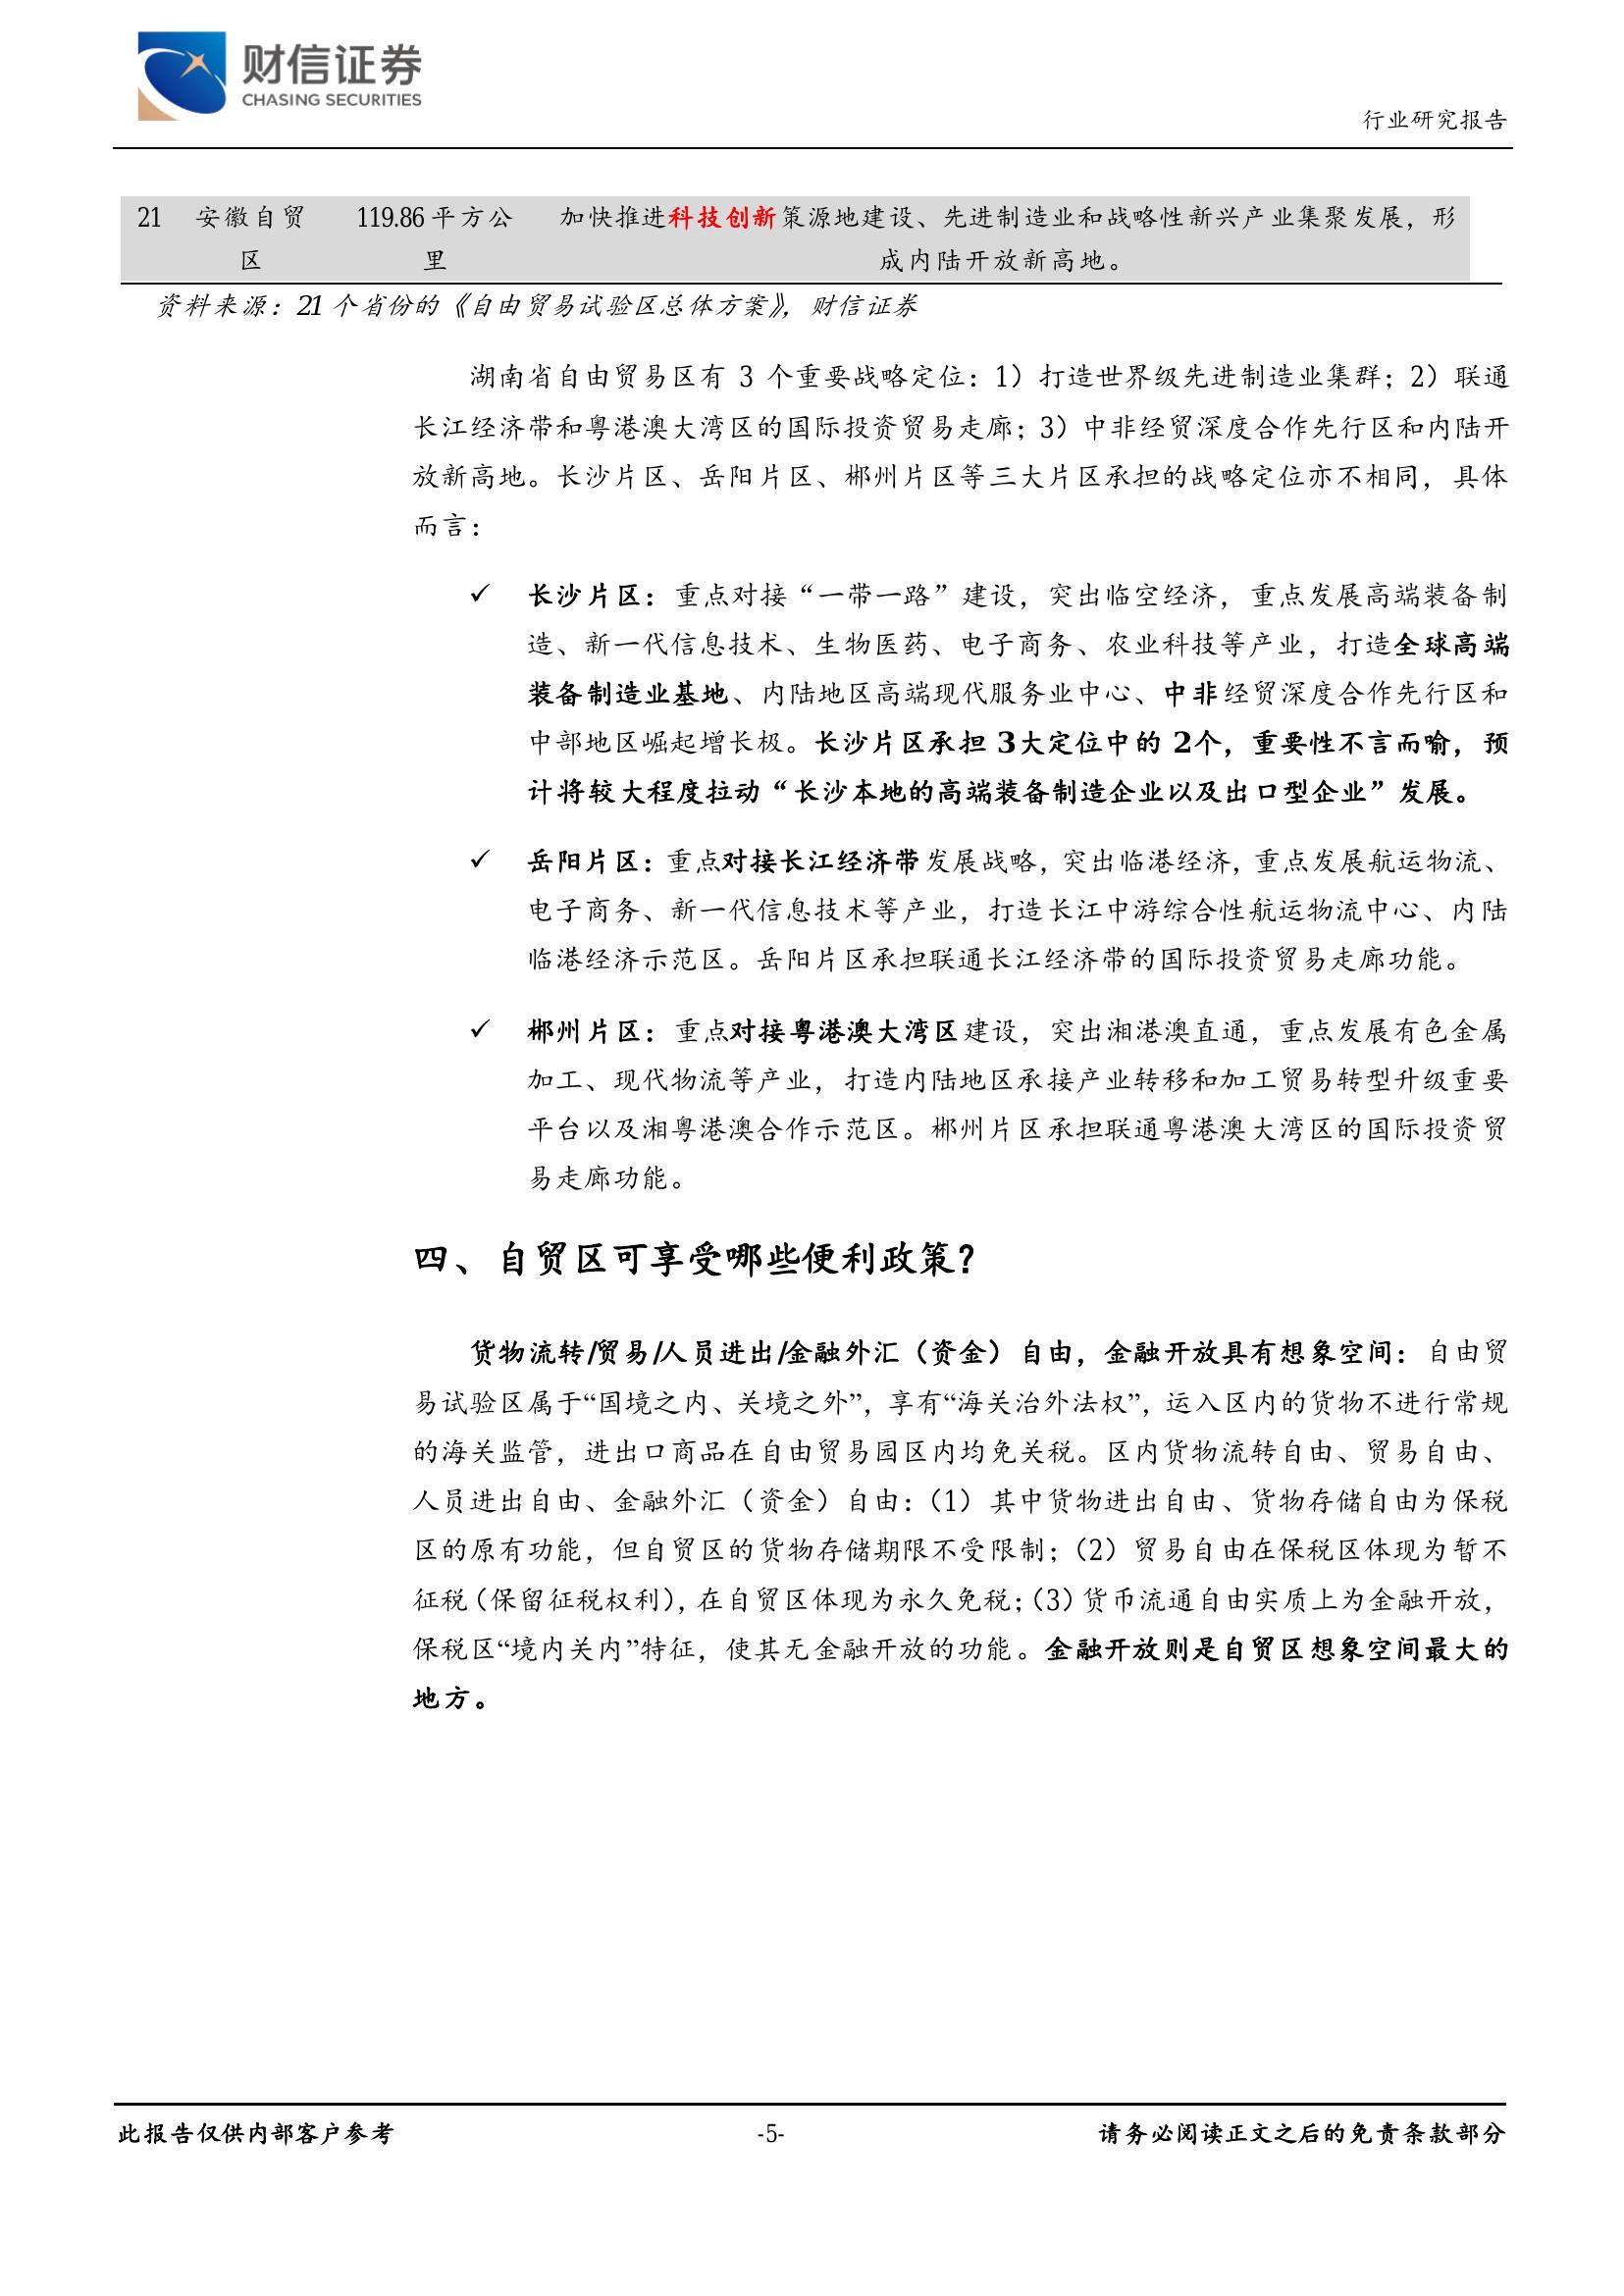 财信证券
CHASING SECURITIES
行业研究报告
21 安徽自贸 119.86 平方公 加快推进科技创新策源地建设、先进制造业和战略性新兴产业集聚发展，形
区 里 成内陆开放新高地。
资料来源：21 个省份的《自由贸易试验区总体方案》，财信证券
湖南省自由贸易区有 3 个重要战略定位：1）打造世界级先进制造业集群；2）联通
长江经济带和粤港澳大湾区的国际投资贸易走廊；3）中非经贸深度合作先行区和内陆开
放新高地。长沙片区、岳阳片区、郴州片区等三大片区承担的战略定位亦不相同，具体
而言：
✓ 长沙片区：重点对接“一带一路”建设，突出临空经济，重点发展高端装备制
造、新一代信息技术、生物医药、电子商务、农业科技等产业，打造全球高端
装备制造业基地、内陆地区高端现代服务业中心、中非经贸深度合作先行区和
中部地区崛起增长极。长沙片区承担 3大定位中的 2个，重要性不言而喻，预
计将较大程度拉动“长沙本地的高端装备制造企业以及出口型企业”发展。
✓ 岳阳片区：重点对接长江经济带发展战略，突出临港经济，重点发展航运物流、
电子商务、新一代信息技术等产业，打造长江中游综合性航运物流中心、内陆
临港经济示范区。岳阳片区承担联通长江经济带的国际投资贸易走廊功能。
✓ 郴州片区：重点对接粤港澳大湾区建设，突出湘港澳直通，重点发展有色金属
加工、现代物流等产业，打造内陆地区承接产业转移和加工贸易转型升级重要
平台以及湘粤港澳合作示范区。郴州片区承担联通粤港澳大湾区的国际投资贸
易走廊功能。
四、自贸区可享受哪些便利政策？
货物流转/贸易/人员进出/金融外汇（资金）自由，金融开放具有想象空间：自由贸
易试验区属于“国境之内、关境之外”，享有“海关治外法权”，运入区内的货物不进行常规
的海关监管，进出口商品在自由贸易园区内均免关税。区内货物流转自由、贸易自由、
人员进出自由、金融外汇（资金）自由：（1）其中货物进出自由、货物存储自由为保税
区的原有功能，但自贸区的货物存储期限不受限制；（2）贸易自由在保税区体现为暂不
征税（保留征税权利），在自贸区体现为永久免税；（3）货币流通自由实质上为金融开放，
保税区“境内关内”特征，使其无金融开放的功能。金融开放则是自贸区想象空间最大的
地方。
此报告仅供内部客户参考 -5- 请务必阅读正文之后的免责条款部分